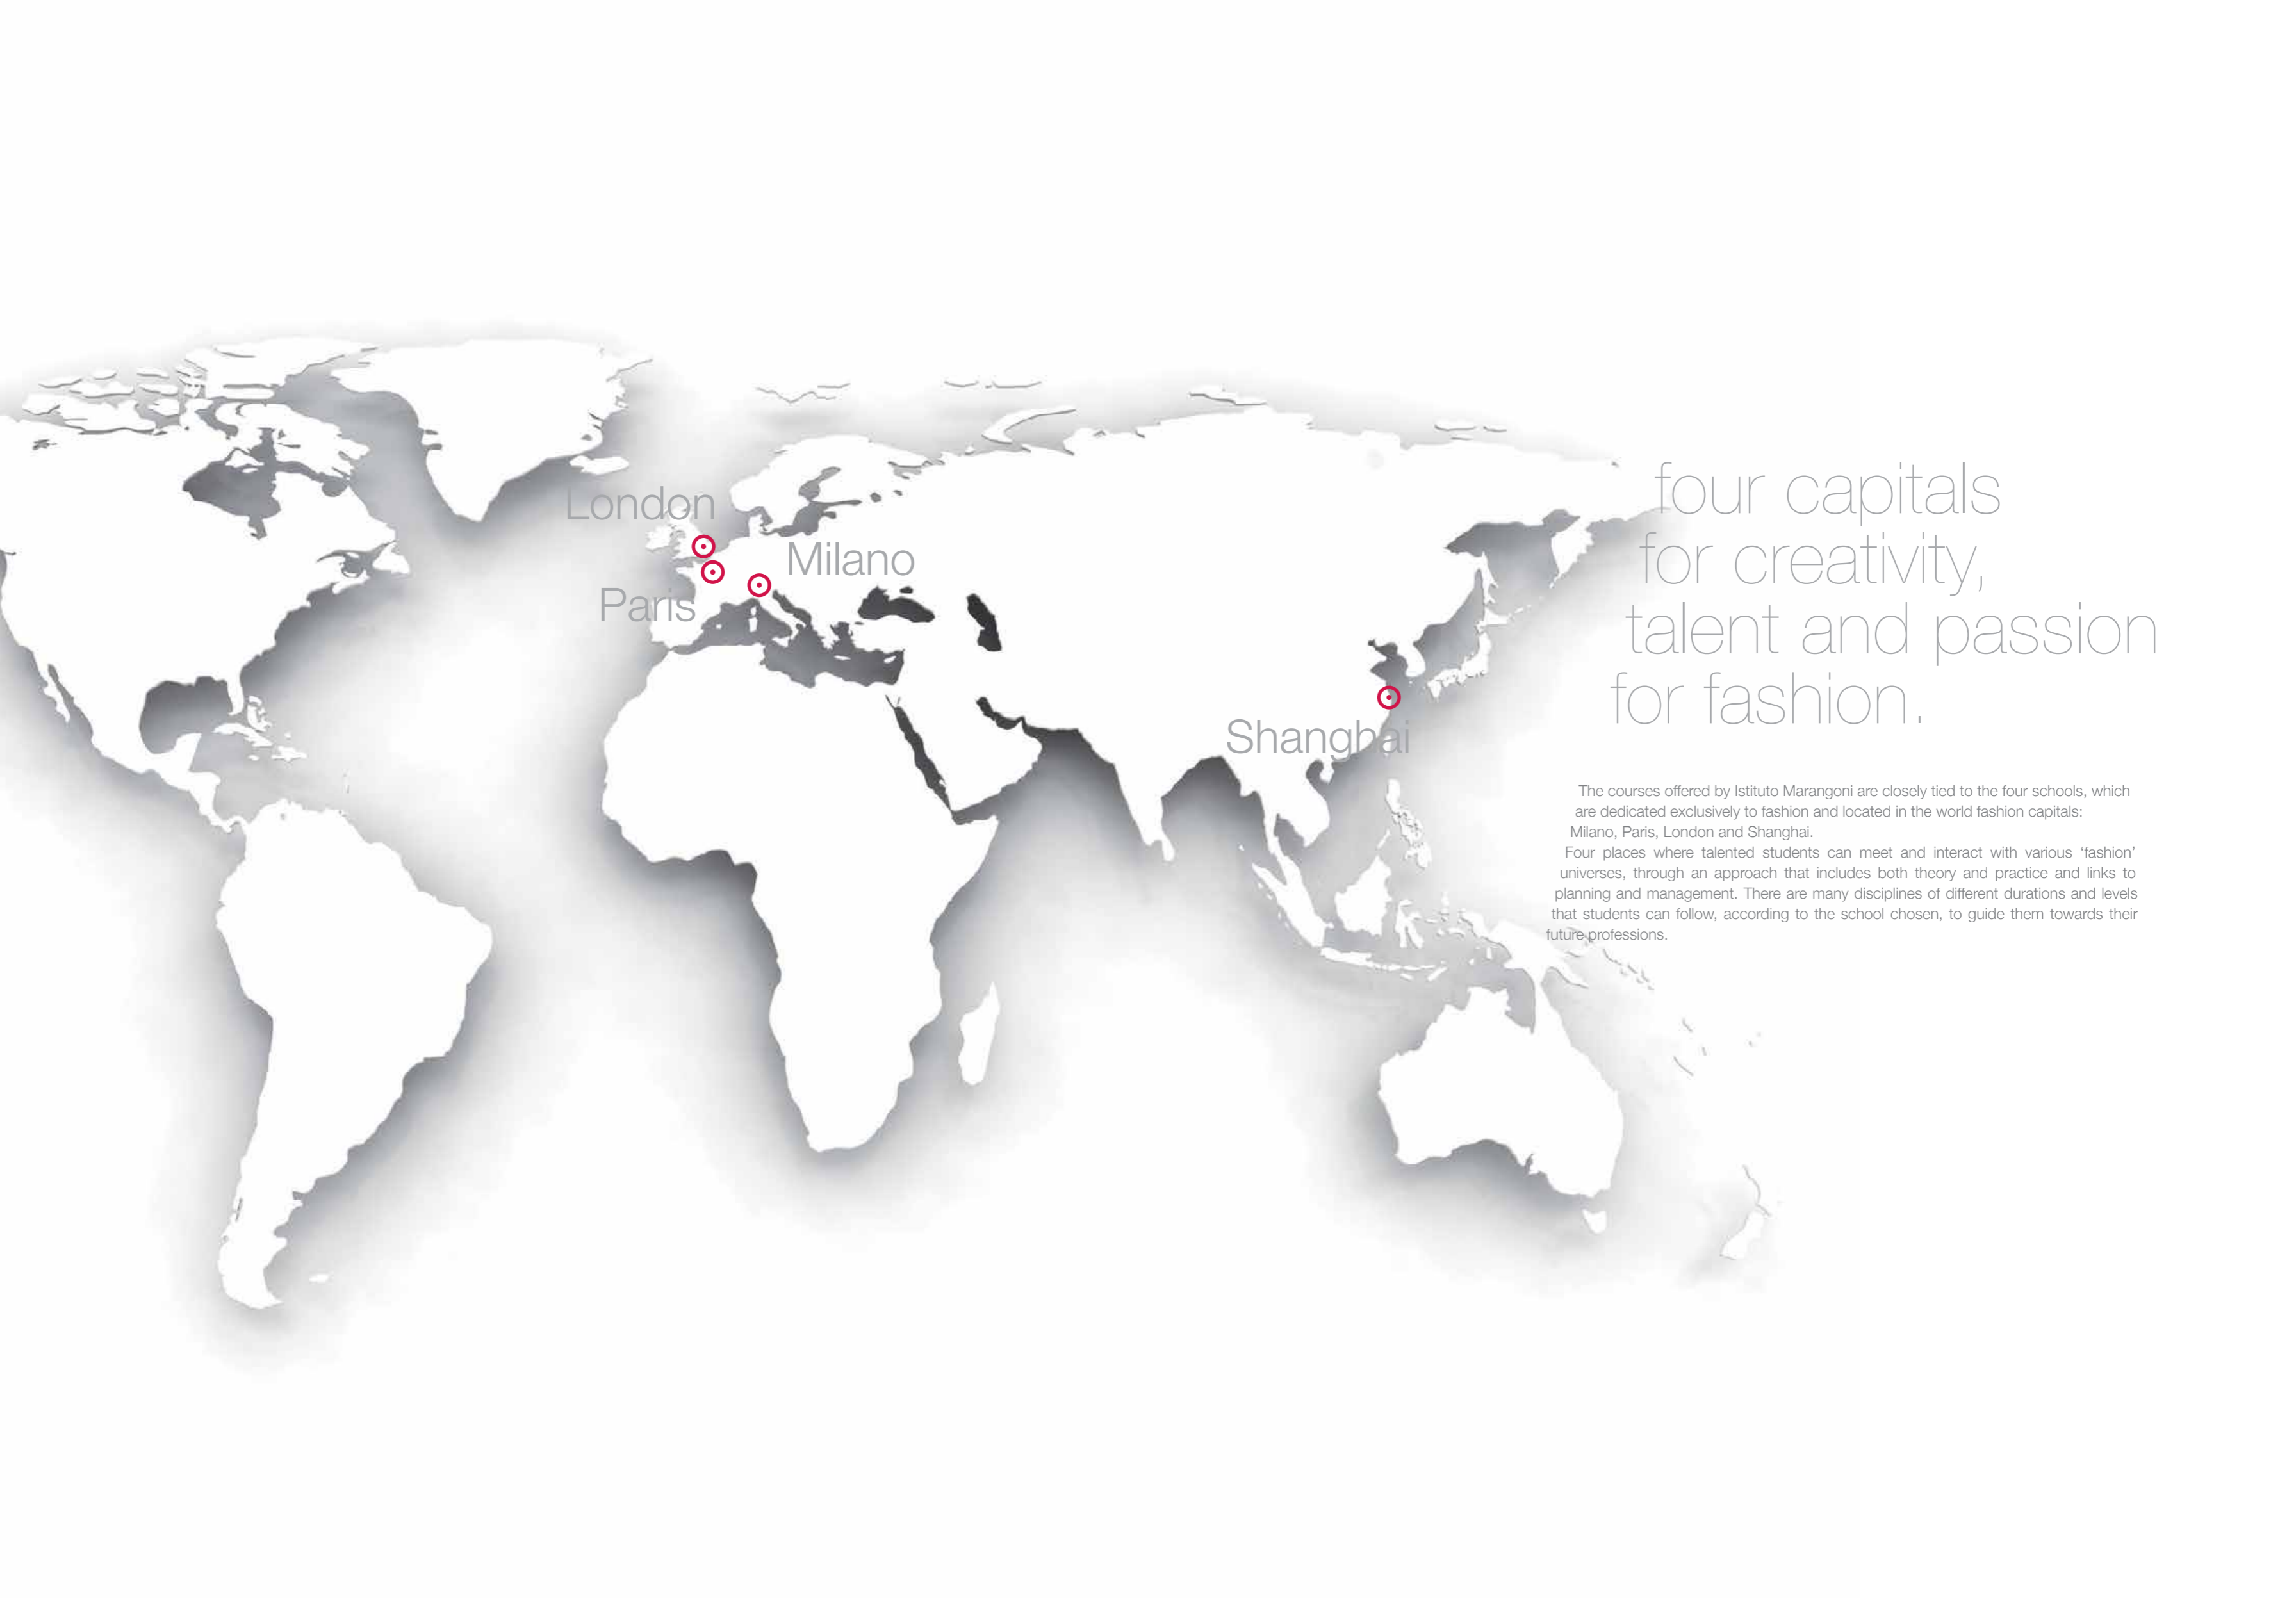 London
Milano
Paris
Shanghai
four capitals
for creativity,
talent and passion
for fashion.
The courses offered by Istituto Marangoni are closely tied to the four schools, which
are dedicated exclusively to fashion and located in the world fashion capitals:
Milano, Paris, London and Shanghai.
Four places where talented students can meet and interact with various ‘fashion’
universes, through an approach that includes both theory and practice and links to
planning and management. There are many disciplines of different durations and levels
that students can follow, according to the school chosen, to guide them towards their
future professions.